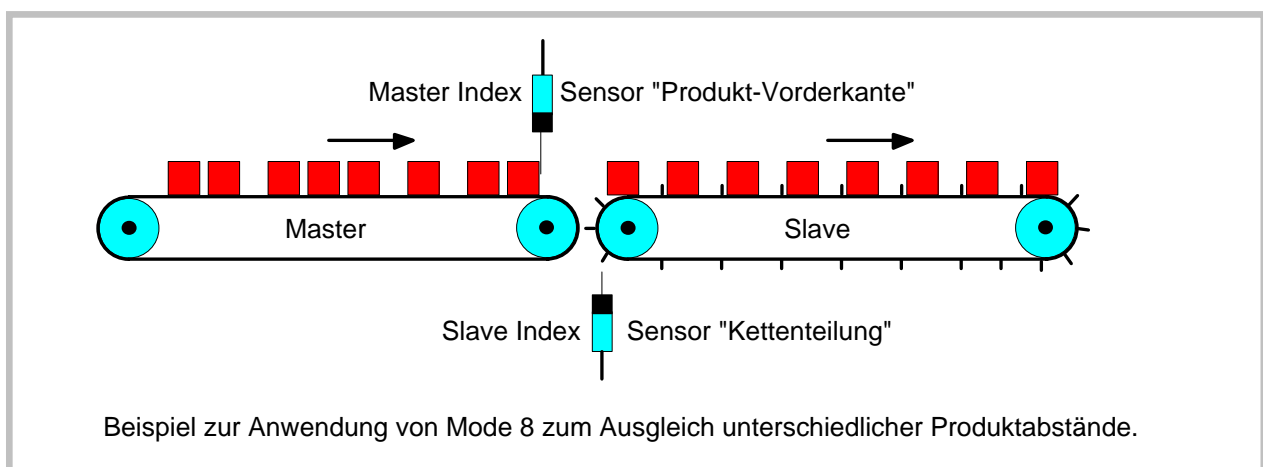 Master Index Sensor "Produkt-Vorderkante"
Master Slave
Slave Index Sensor "Kettenteilung"
Beispiel zur Anwendung von Mode 8 zum Ausgleich unterschiedlicher Produktabstände.